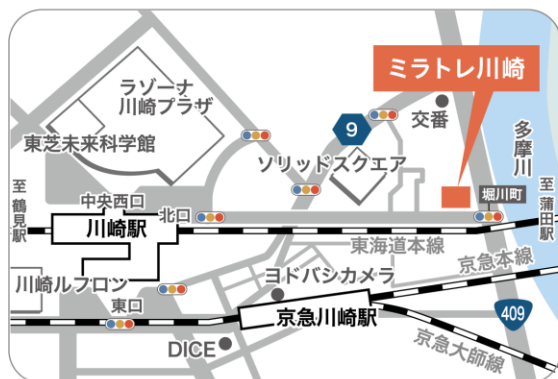 ミラトレ川崎
ラゾーナ
川崎プラザ
9
交番
東芝未来科学館
ソリッドスクエア
多摩川
中央西口
北口
堀川町
至 鶴見駅
川崎駅
至 蒲田駅
東海道本線
京急本線
川崎ルフロン
ヨドバシカメラ
東口
京急川崎駅
409
DICE
京急大師線